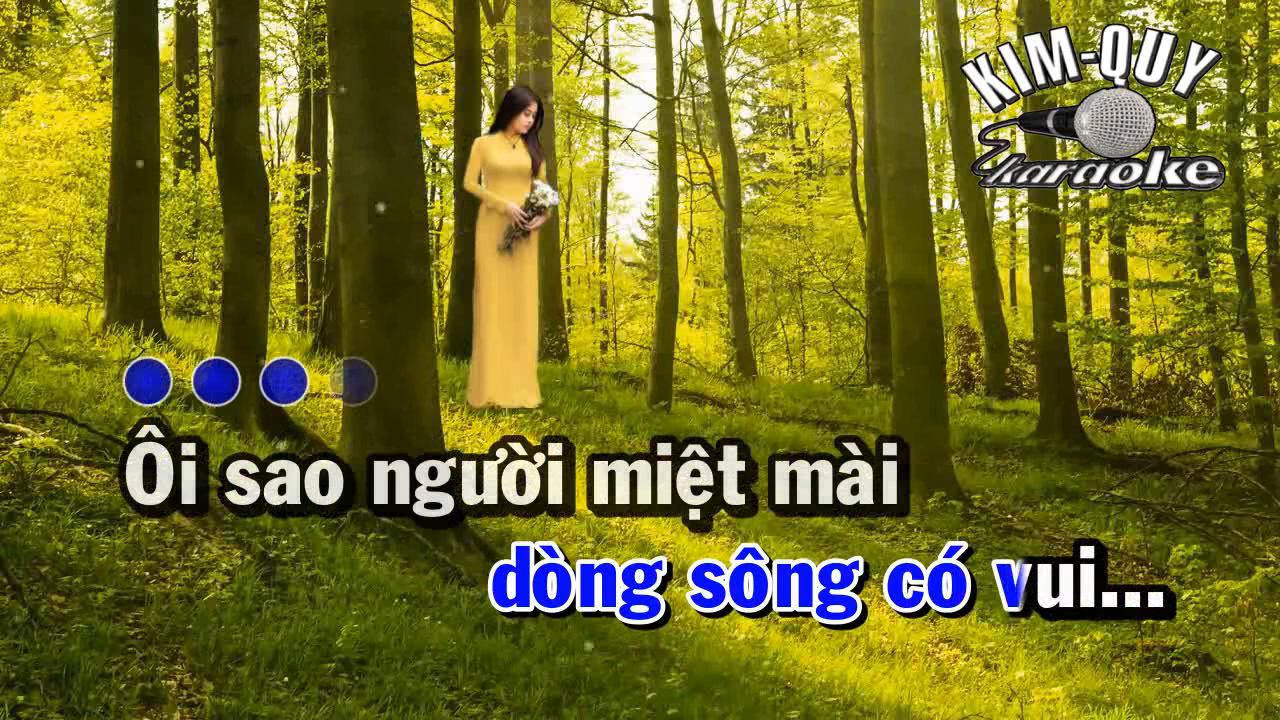 KIM-QUY
karaoke
Ôi sao người miệt mài
dòng sông có vui...